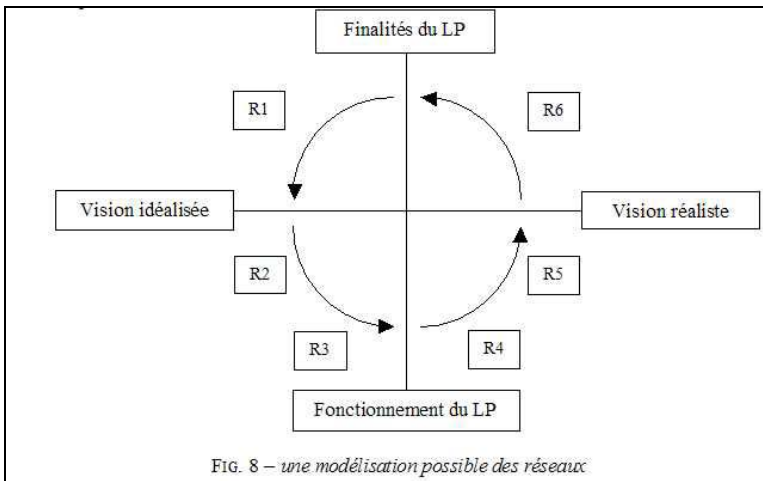 Finalités du LP
R1
R6
Vision idéalisée
Vision réaliste
R2
R5
R3
R4
Fonctionnement du LP
FIG. 8 – une modélisation possible des réseaux